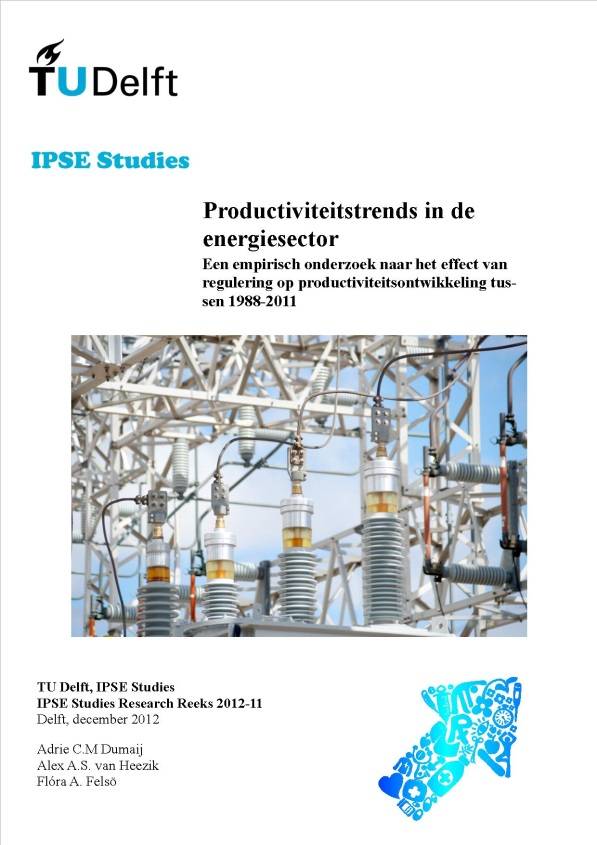 TU Delft
IPSE Studies
Productiviteitstrends in de
energiesector
Een empirisch onderzoek naar het effect van
regulering op productiviteitsontwikkeling tus-
sen 1988-2011
TU Delft, IPSE Studies
IPSE Studies Research Reeks 2012-11
Delft, december 2012
Adrie C.M Dumaij
Alex A.S. van Heezik
Flóra A. Felsö